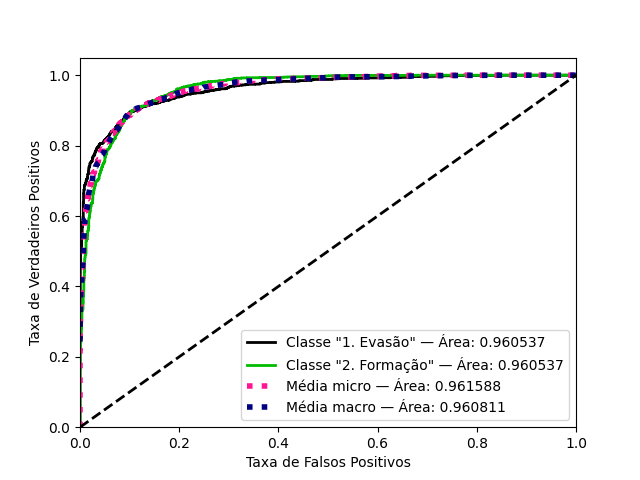 1.0
0.8
0.6
0.4
0.2
0.0
Taxa de Verdadeiros Positivos
Classe "1. Evasão" — Área: 0.960537
Classe "2. Formação" — Área: 0.960537
Média micro — Área: 0.961588
Média macro — Área: 0.960811
0.0 0.2 0.4 0.6 0.8 1.0
Taxa de Falsos Positivos